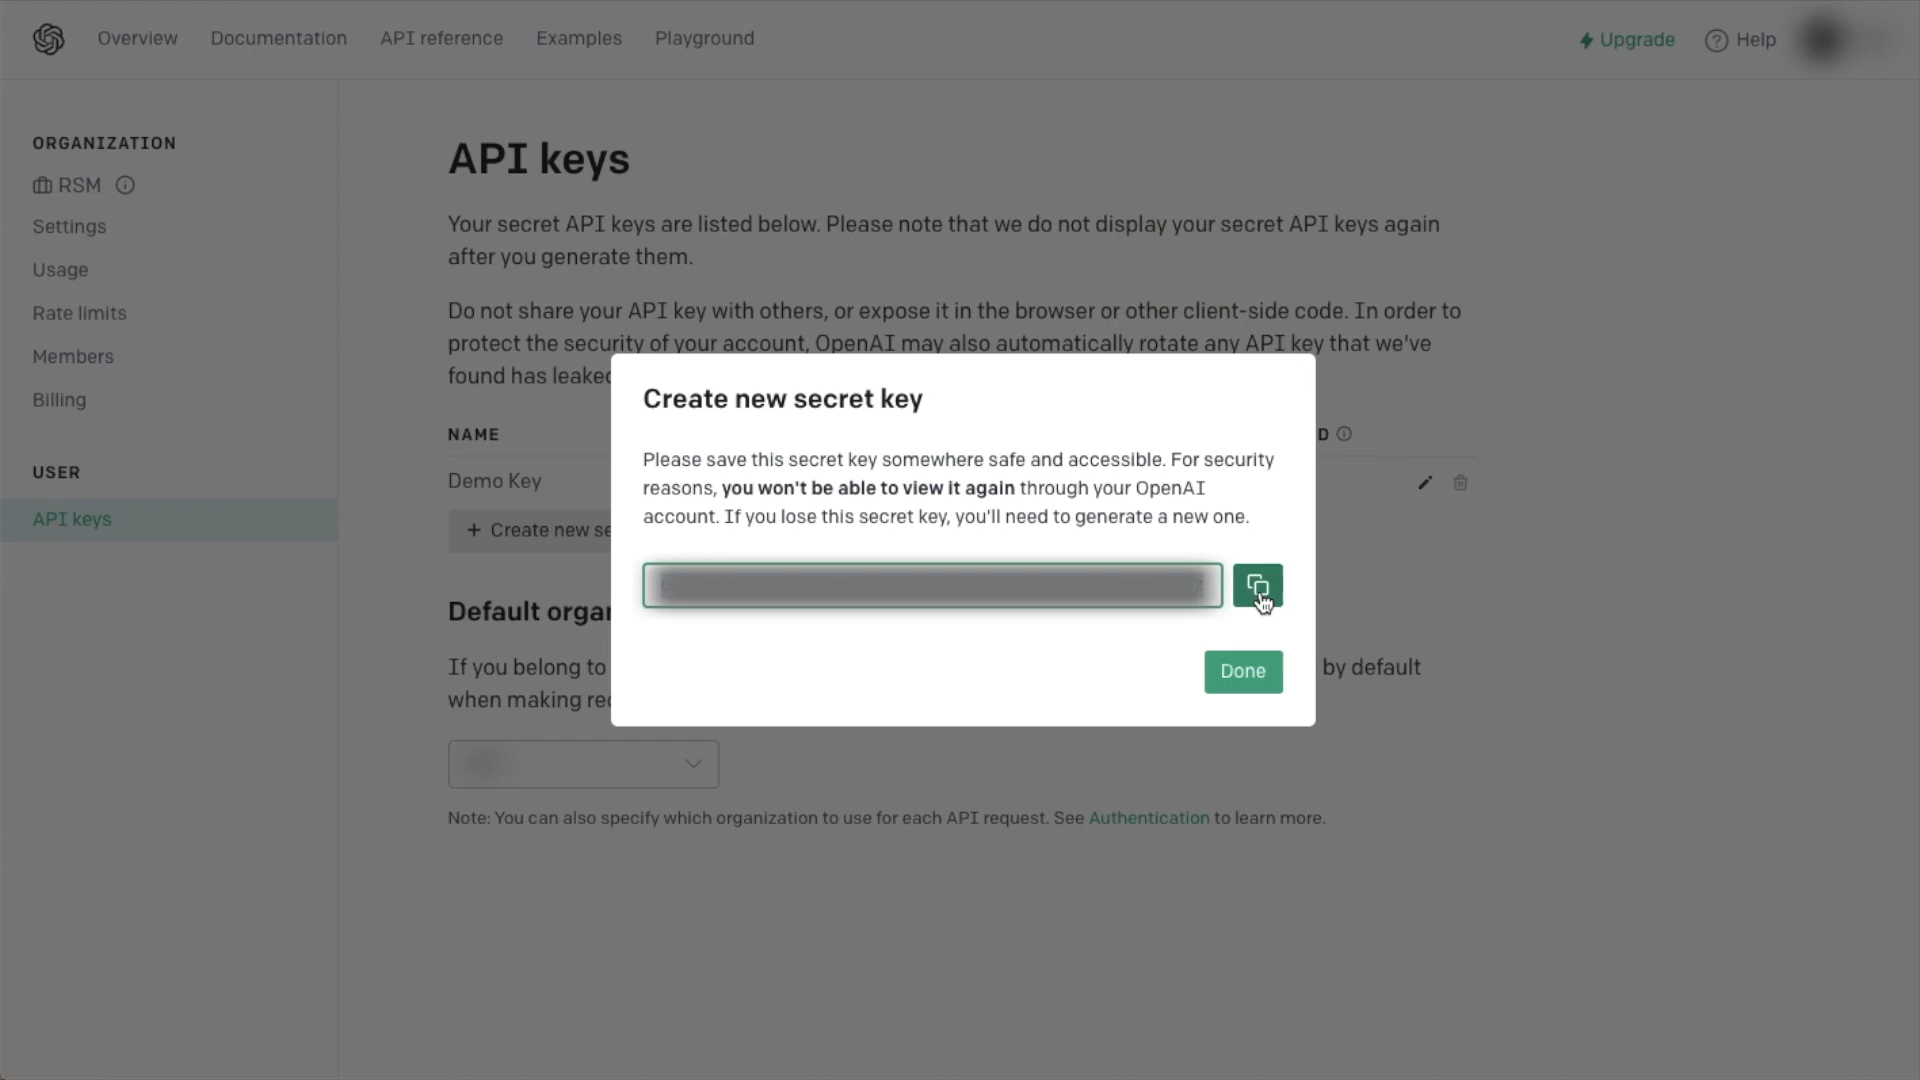 Overview Documentation API reference Examples Playground
Upgrade Help
ORGANIZATION
RSM
Settings
Usage
Rate limits
Members
Billing
USER
API keys
API keys
Your secret API keys are listed below. Please note that we do not display your secret API keys again
after you generate them.
Do not share your API key with others, or expose it in the browser or other client-side code. In order to
protect the security of your account, OpenAI may also automatically rotate any API key that we've
found has leaked
NAME
D
Demo Key
+ Create new se
Create new secret key
Please save this secret key somewhere safe and accessible. For security
reasons, you won't be able to view it again through your OpenAI
account. If you lose this secret key, you'll need to generate a new one.
Done
Default organ
If you belong to
by default
when making req
Note: You can also specify which organization to use for each API request. See Authentication to learn more.